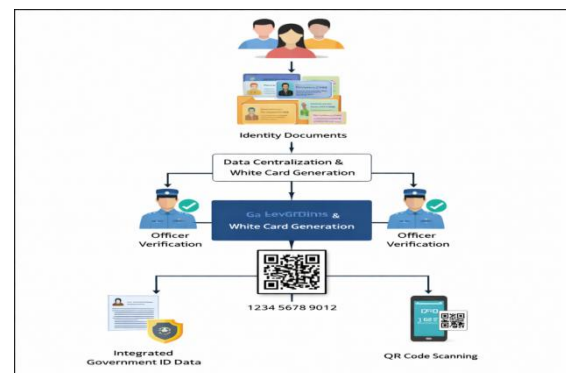 Identity Documents
Data Centralization &
White Card Generation
&
White Card Generation
Officer
Verification
Officer
Verification
1234 5678 9012
Integrated
Government ID Data
QR Code Scanning